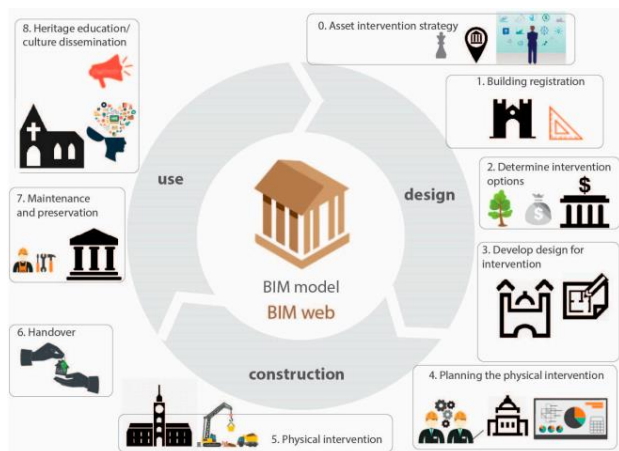 8. Heritage education/
culture dissemination
0. Asset intervention strategy
1. Building registration
use
design
2. Determine intervention
options
$
$
7. Maintenance
and preservation
3. Develop design for
intervention
BIM model
BIM web
6. Handover
construction
4. Planning the physical intervention
5. Physical intervention